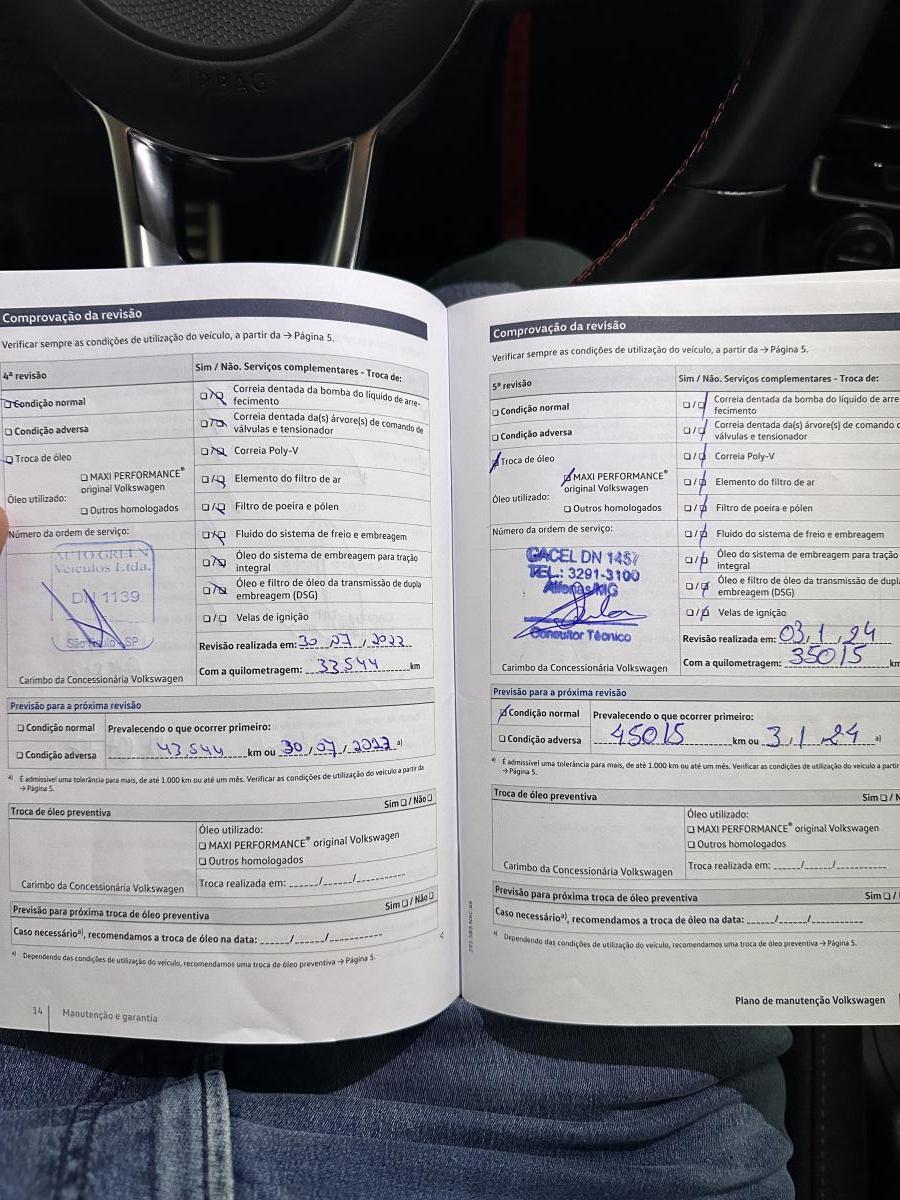 AIRBAG
Comprovação da revisão
Verificar sempre as condições de utilização do veículo, a partir da → Página 5.
4ª revisão
Sim / Não. Serviços complementares - Troca de:
Condição normal
Condição adversa
Troca de óleo
MAXI PERFORMANCE®
original Volkswagen
Óleo utilizado:
Outros homologados
Número da ordem de serviço:
AUTO GREEN
Veículos Ltda.
DN 1139
São Paulo SP
Carimbo da Concessionária Volkswagen
Correia dentada da bomba do líquido de arre-
fecimento
Correia dentada da(s) árvore(s) de comando de
válvulas e tensionador
Correia Poly-V
Elemento do filtro de ar
Filtro de poeira e pólen
Fluido do sistema de freio e embreagem
Óleo do sistema de embreagem para tração
integral
Óleo e filtro de óleo da transmissão de dupla
embreagem (DSG)
Velas de ignição
Revisão realizada em: 30 / 07 / 2022
Com a quilometragem: 33544 km
Previsão para a próxima revisão
Condição normal
Condição adversa
Prevalecendo o que ocorrer primeiro:
43.544 km ou 30 / 07 / 2023 a)
a) É admissível uma tolerância para mais, de até 1.000 km ou até um mês. Verificar as condições de utilização do veículo a partir da
→ Página 5.
Troca de óleo preventiva
Sim / Não
Óleo utilizado:
MAXI PERFORMANCE® original Volkswagen
Outros homologados
Carimbo da Concessionária Volkswagen
Troca realizada em: ____/____/________
Previsão para próxima troca de óleo preventiva
Sim / Não
Caso necessário a), recomendamos a troca de óleo na data: ____/____/________
a) Dependendo das condições de utilização do veículo, recomendamos uma troca de óleo preventiva → Página 5.
14
Manutenção e garantia
Comprovação da revisão
Verificar sempre as condições de utilização do veículo, a partir da → Página 5.
5ª revisão
Sim / Não. Serviços complementares - Troca de:
Condição normal
Condição adversa
Troca de óleo
MAXI PERFORMANCE®
original Volkswagen
Óleo utilizado:
Outros homologados
Número da ordem de serviço:
GACEL DN 1457
TEL.: 3291-3100
Alfenas/MG
Consultor Técnico
Carimbo da Concessionária Volkswagen
Correia dentada da bomba do líquido de arre
fecimento
Correia dentada da(s) árvore(s) de comando
válvulas e tensionador
Correia Poly-V
Elemento do filtro de ar
Filtro de poeira e pólen
Fluido do sistema de freio e embreagem
Óleo do sistema de embreagem para tração
integral
Óleo e filtro de óleo da transmissão de dupla
embreagem (DSG)
Velas de ignição
Revisão realizada em: 03 / 1 / 24
Com a quilometragem: 35015 km
Previsão para a próxima revisão
Condição normal
Condição adversa
Prevalecendo o que ocorrer primeiro:
45015 km ou 3 / 1 / 24 a)
a) É admissível uma tolerância para mais, de até 1.000 km ou até um mês. Verificar as condições de utilização do veículo a partir
→ Página 5.
Troca de óleo preventiva
Sim /
Óleo utilizado:
MAXI PERFORMANCE® original Volkswagen
Outros homologados
Carimbo da Concessionária Volkswagen
Troca realizada em: ____/____/________
Previsão para próxima troca de óleo preventiva
Sim /
Caso necessário a), recomendamos a troca de óleo na data: ____/____/________
a) Dependendo das condições de utilização do veículo, recomendamos uma troca de óleo preventiva → Página 5.
Plano de manutenção Volkswagen